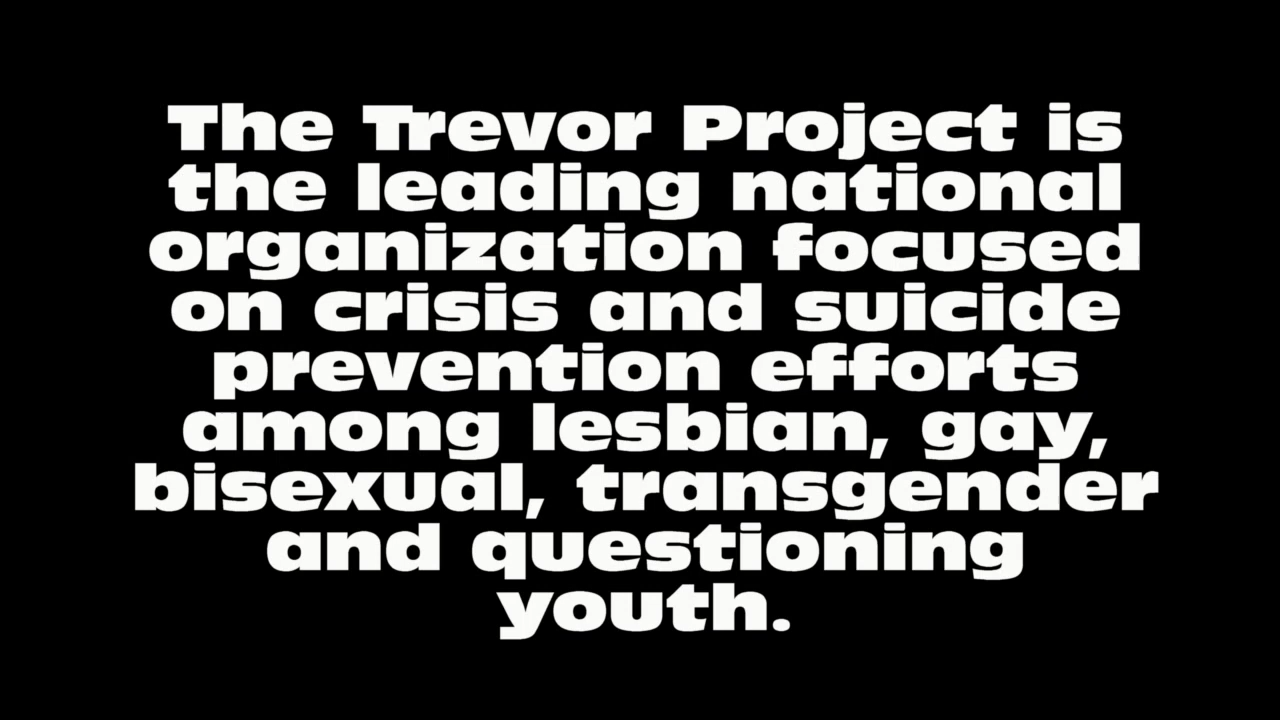 The Trevor Project is
the leading national
organization focused
on crisis and suicide
prevention efforts
among lesbian, gay,
bisexual, transgender
and questioning
youth.